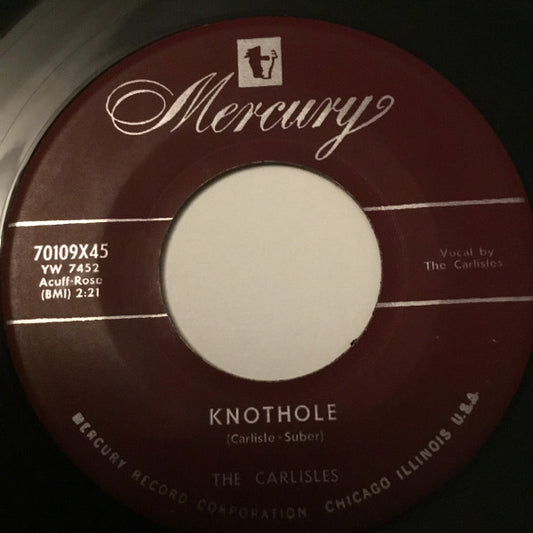 Mercury
70109X45
YW 7452
Acuff-Rose
(BMI) 2:21
Vocal by
The Carlisles
KNOTHOLE
(Carlisle - Suber)
THE CARLISLES
MERCURY RECORD CORPORATION CHICAGO ILLINOIS U.S.A